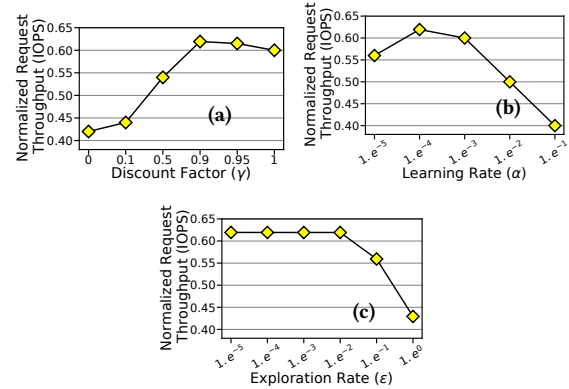 Normalized Request
Throughput (IOPS)
0.65
0.60
0.55
0.50
0.45
0.40
(a)
0 0.1 0.5 0.9 0.95 1
Discount Factor (γ)
Normalized Request
Throughput (IOPS)
0.65
0.60
0.55
0.50
0.45
0.40
(b)
1.e⁻⁵ 1.e⁻⁴ 1.e⁻³ 1.e⁻² 1.e⁻¹
Learning Rate (α)
Normalized Request
Throughput (IOPS)
0.65
0.60
0.55
0.50
0.45
0.40
(c)
1.e⁻⁵ 1.e⁻⁴ 1.e⁻³ 1.e⁻² 1.e⁻¹ 1.e⁰
Exploration Rate (ε)